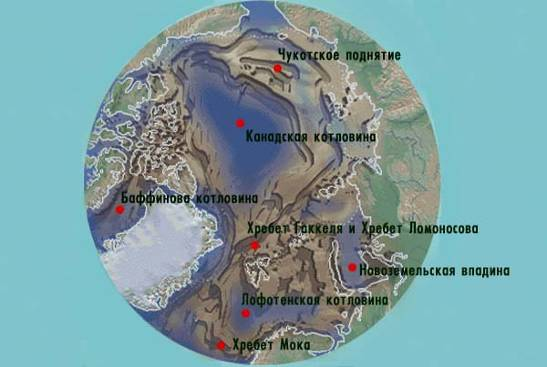 Чукотское поднятие
Канадская котловина
Баффинова котловина
Хребет Гаккеля и Хребет Ломоносова
Новоземельская впадина
Лофотенская котловина
Хребет Мока